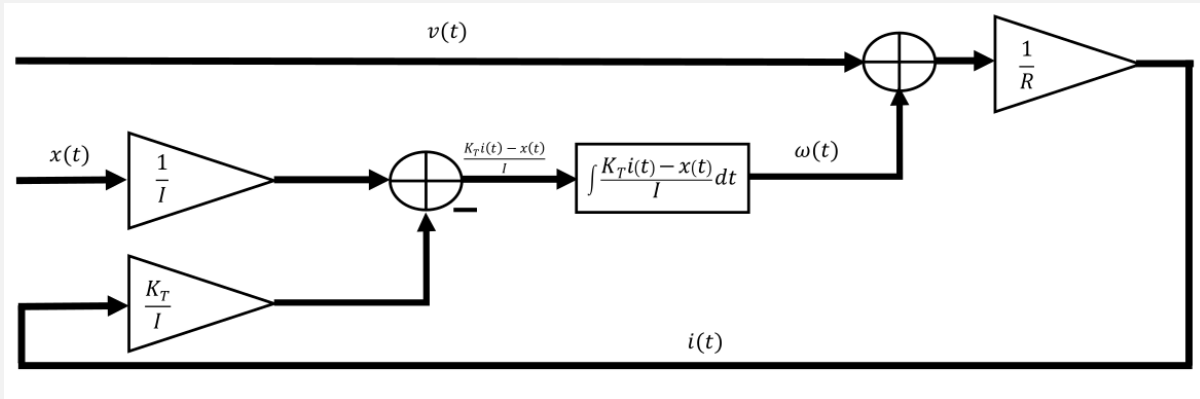 v(t)
1/R
x(t)
1/I
K_T i(t) − x(t)/I
∫ K_T i(t) − x(t)/I dt
ω(t)
−
K_T/I
i(t)